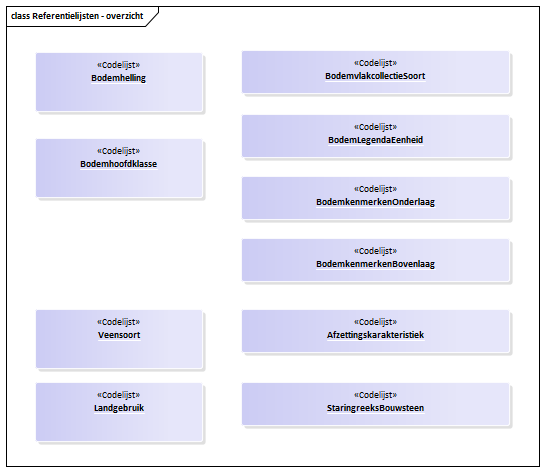 class Referentielijsten - overzicht
«Codelijst»
Bodemhelling
«Codelijst»
BodemvlakcollectieSoort
«Codelijst»
BodemLegendaEenheid
«Codelijst»
Bodemhoofdklasse
«Codelijst»
BodemkenmerkenOnderlaag
«Codelijst»
BodemkenmerkenBovenlaag
«Codelijst»
Veensoort
«Codelijst»
Afzettingskarakteristiek
«Codelijst»
Landgebruik
«Codelijst»
StaringreeksBouwsteen